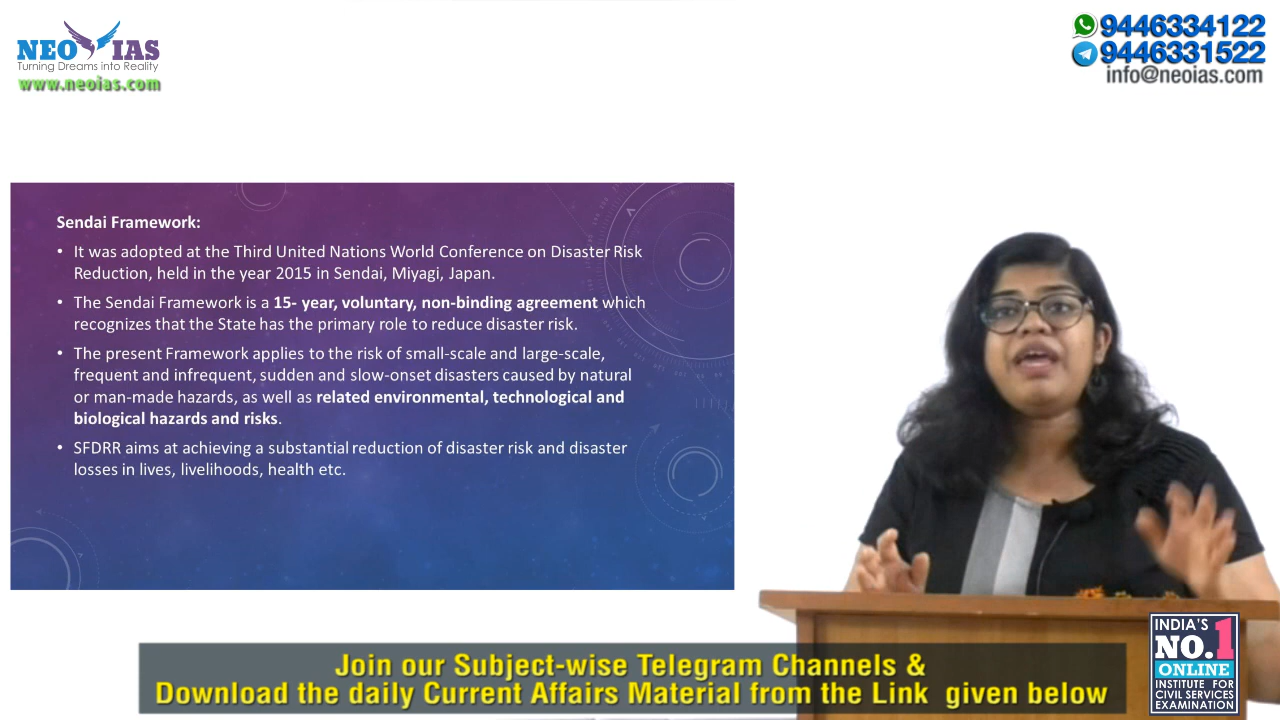 NEO IAS
Turning Dreams into Reality
www.neoias.com
9446334122
9446331522
info@neoias.com
Sendai Framework:
• It was adopted at the Third United Nations World Conference on Disaster Risk
Reduction, held in the year 2015 in Sendai, Miyagi, Japan.
• The Sendai Framework is a 15- year, voluntary, non-binding agreement which
recognizes that the State has the primary role to reduce disaster risk.
• The present Framework applies to the risk of small-scale and large-scale,
frequent and infrequent, sudden and slow-onset disasters caused by natural
or man-made hazards, as well as related environmental, technological and
biological hazards and risks.
• SFDRR aims at achieving a substantial reduction of disaster risk and disaster
losses in lives, livelihoods, health etc.
Join our Subject-wise Telegram Channels &
Download the daily Current Affairs Material from the Link given below
INDIA'S
NO.1
ONLINE
INSTITUTE FOR
CIVIL SERVICES
EXAMINATION